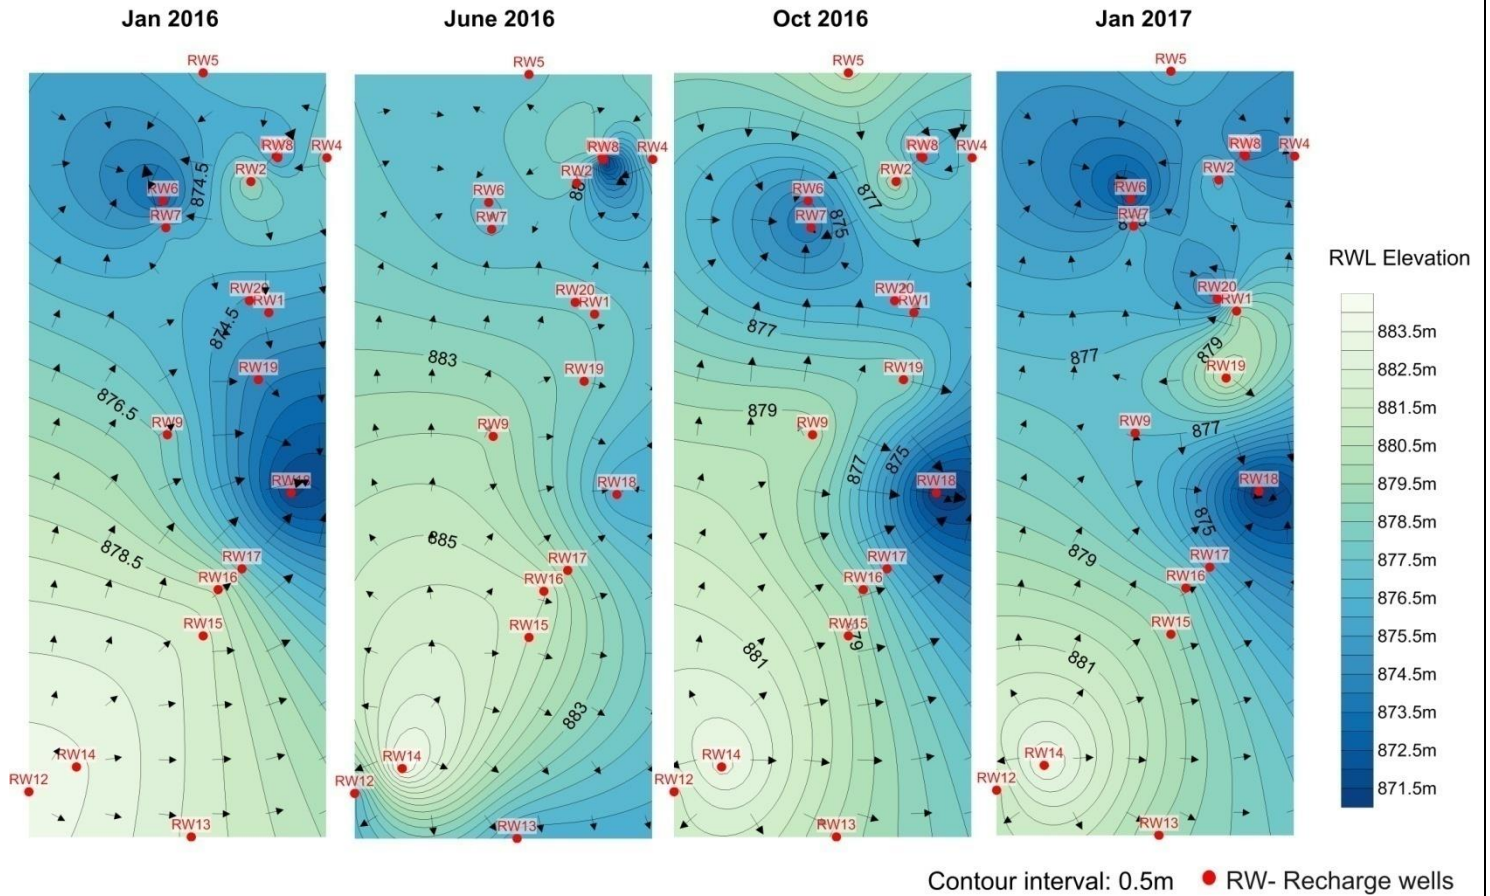 Jan 2016
June 2016
Oct 2016
Jan 2017
RW5
RW8
RW4
RW2
RW6
RW7
874.5
RW20
RW1
874.5
RW19
876.5
RW9
RW18
878.5
RW17
RW16
RW15
RW14
RW12
RW13
RW5
RW8
RW4
RW2
RW6
RW7
RW20
RW1
883
RW19
RW9
RW18
885
RW17
RW16
RW15
883
RW14
RW12
RW13
RW5
RW8
RW4
RW2
877
RW6
RW7
875
RW20
RW1
877
RW19
879
RW9
877
875
RW18
RW17
RW16
RW15
881
RW14
RW12
RW13
RW5
RW8
RW4
RW2
RW6
RW7
RW20
RW1
879
877
RW19
RW9
877
RW18
875
879
RW17
RW16
RW15
881
RW14
RW12
RW13
RWL Elevation
883.5m
882.5m
881.5m
880.5m
879.5m
878.5m
877.5m
876.5m
875.5m
874.5m
873.5m
872.5m
871.5m
Contour interval: 0.5m
RW- Recharge wells